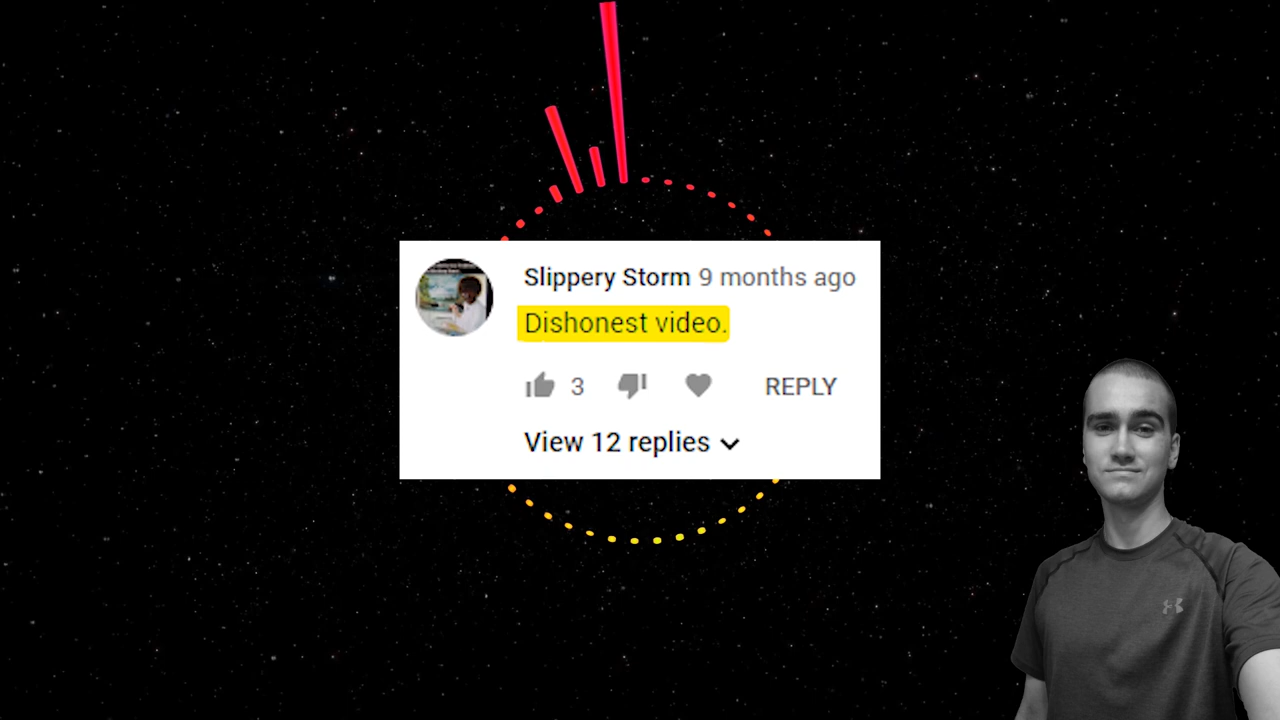 Slippery Storm 9 months ago
Dishonest video.
3
REPLY
View 12 replies